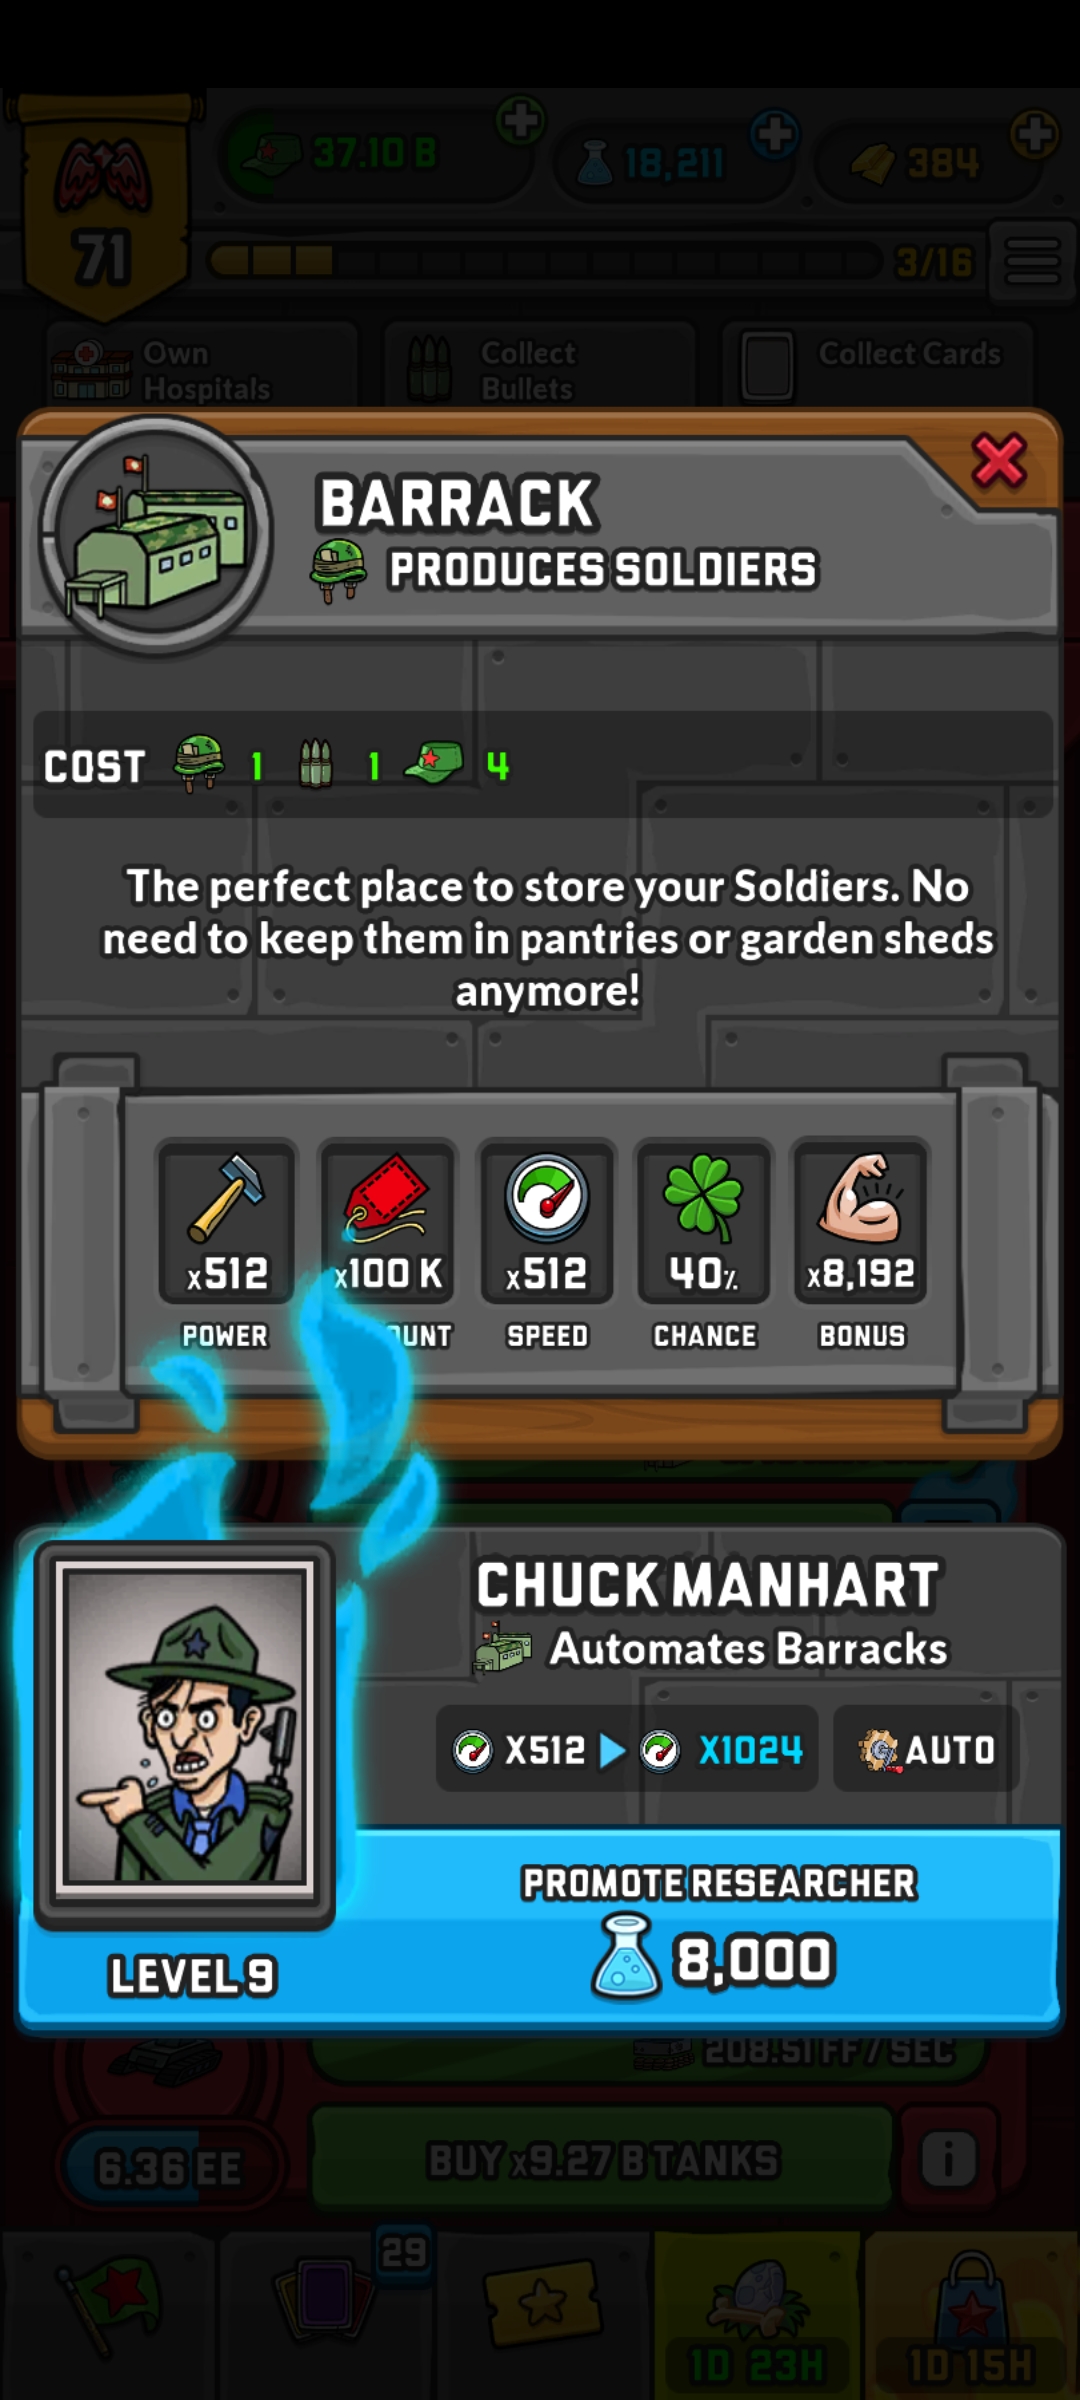 37.10 B
18,211
384
71
3/16
Own
Hospitals
Collect
Bullets
Collect Cards
BARRACK
PRODUCES SOLDIERS
COST 1 1 4
The perfect place to store your Soldiers. No
need to keep them in pantries or garden sheds
anymore!
x512
x100 K
x512
40%
x8,192
POWER
OUNT
SPEED
CHANCE
BONUS
CHUCK MANHART
Automates Barracks
X512 X1024 AUTO
PROMOTE RESEARCHER
8,000
LEVEL 9
208.51 FF / SEC
6.36 EE
BUY x9.27 B TANKS
i
29
1D 23H
1D 15H